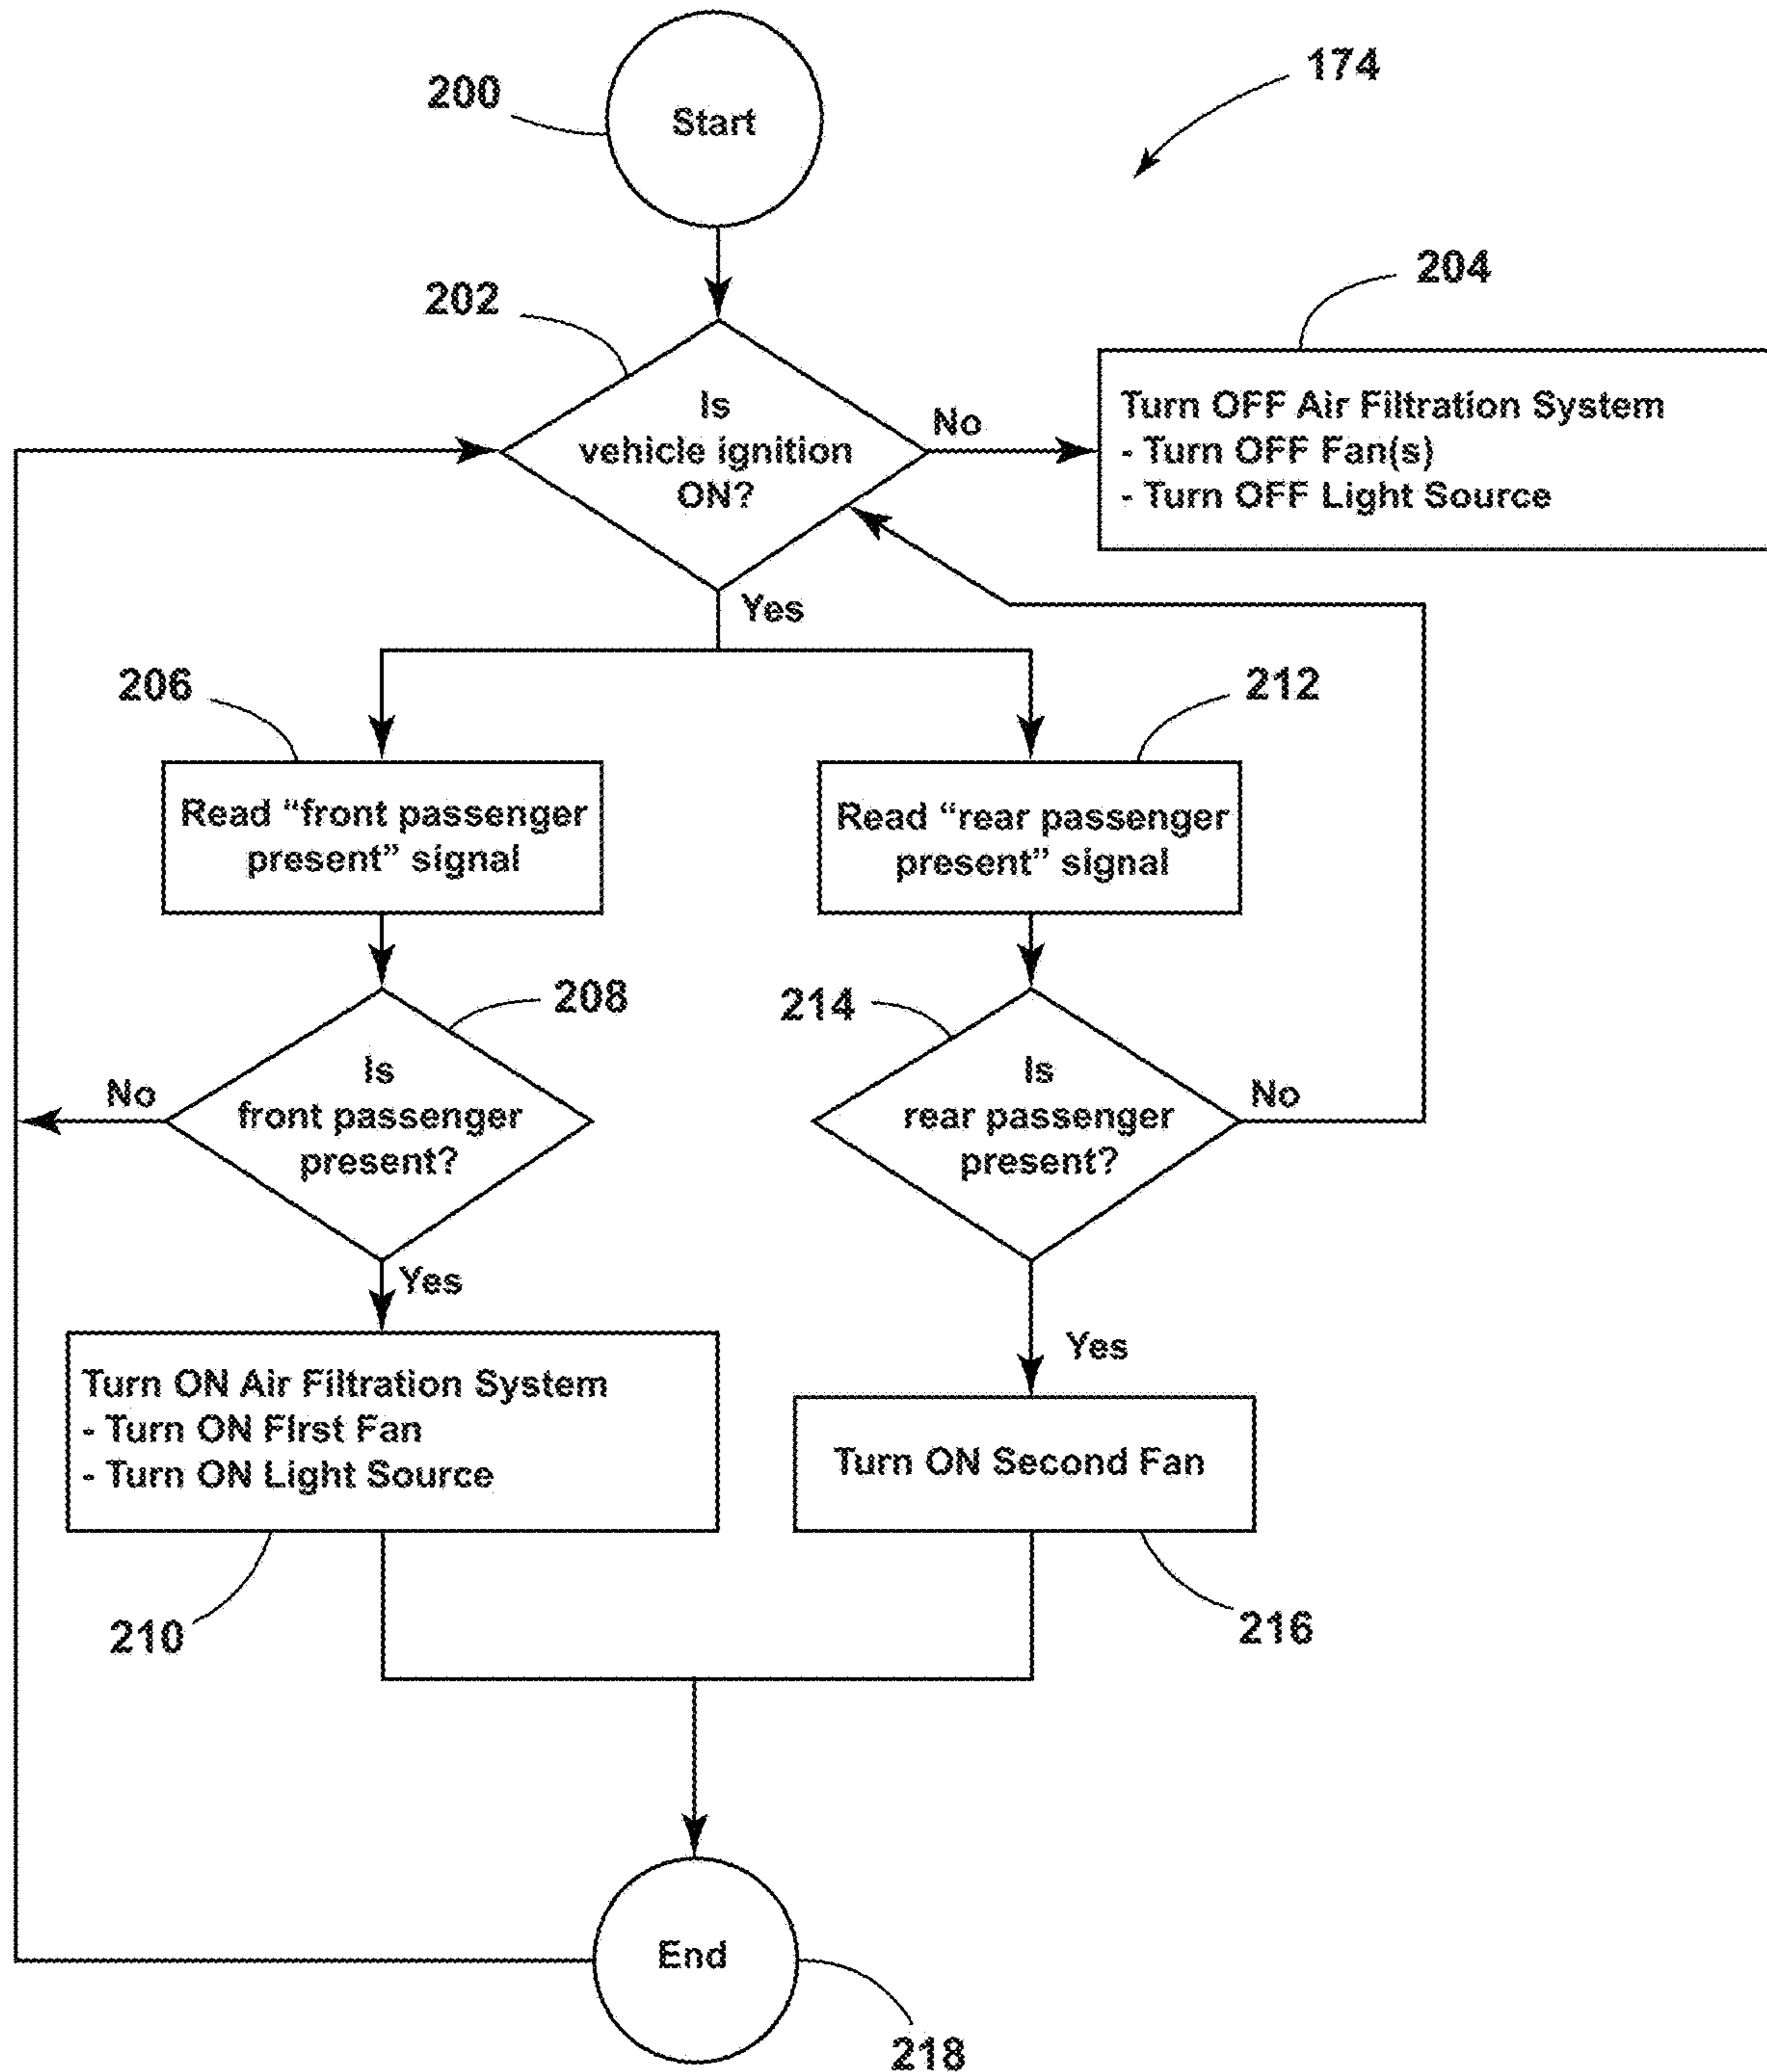 200
Start
174
202
204
Is
vehicle ignition
ON?
No
Turn OFF Air Filtration System
- Turn OFF Fan(s)
- Turn OFF Light Source
Yes
206
212
Read “front passenger
present” signal
Read “rear passenger
present” signal
208
214
No
Is
front passenger
present?
Is
rear passenger
present?
No
Yes
Yes
Turn ON Air Filtration System
- Turn ON FIrst Fan
- Turn ON Light Source
Turn ON Second Fan
210
216
End
218